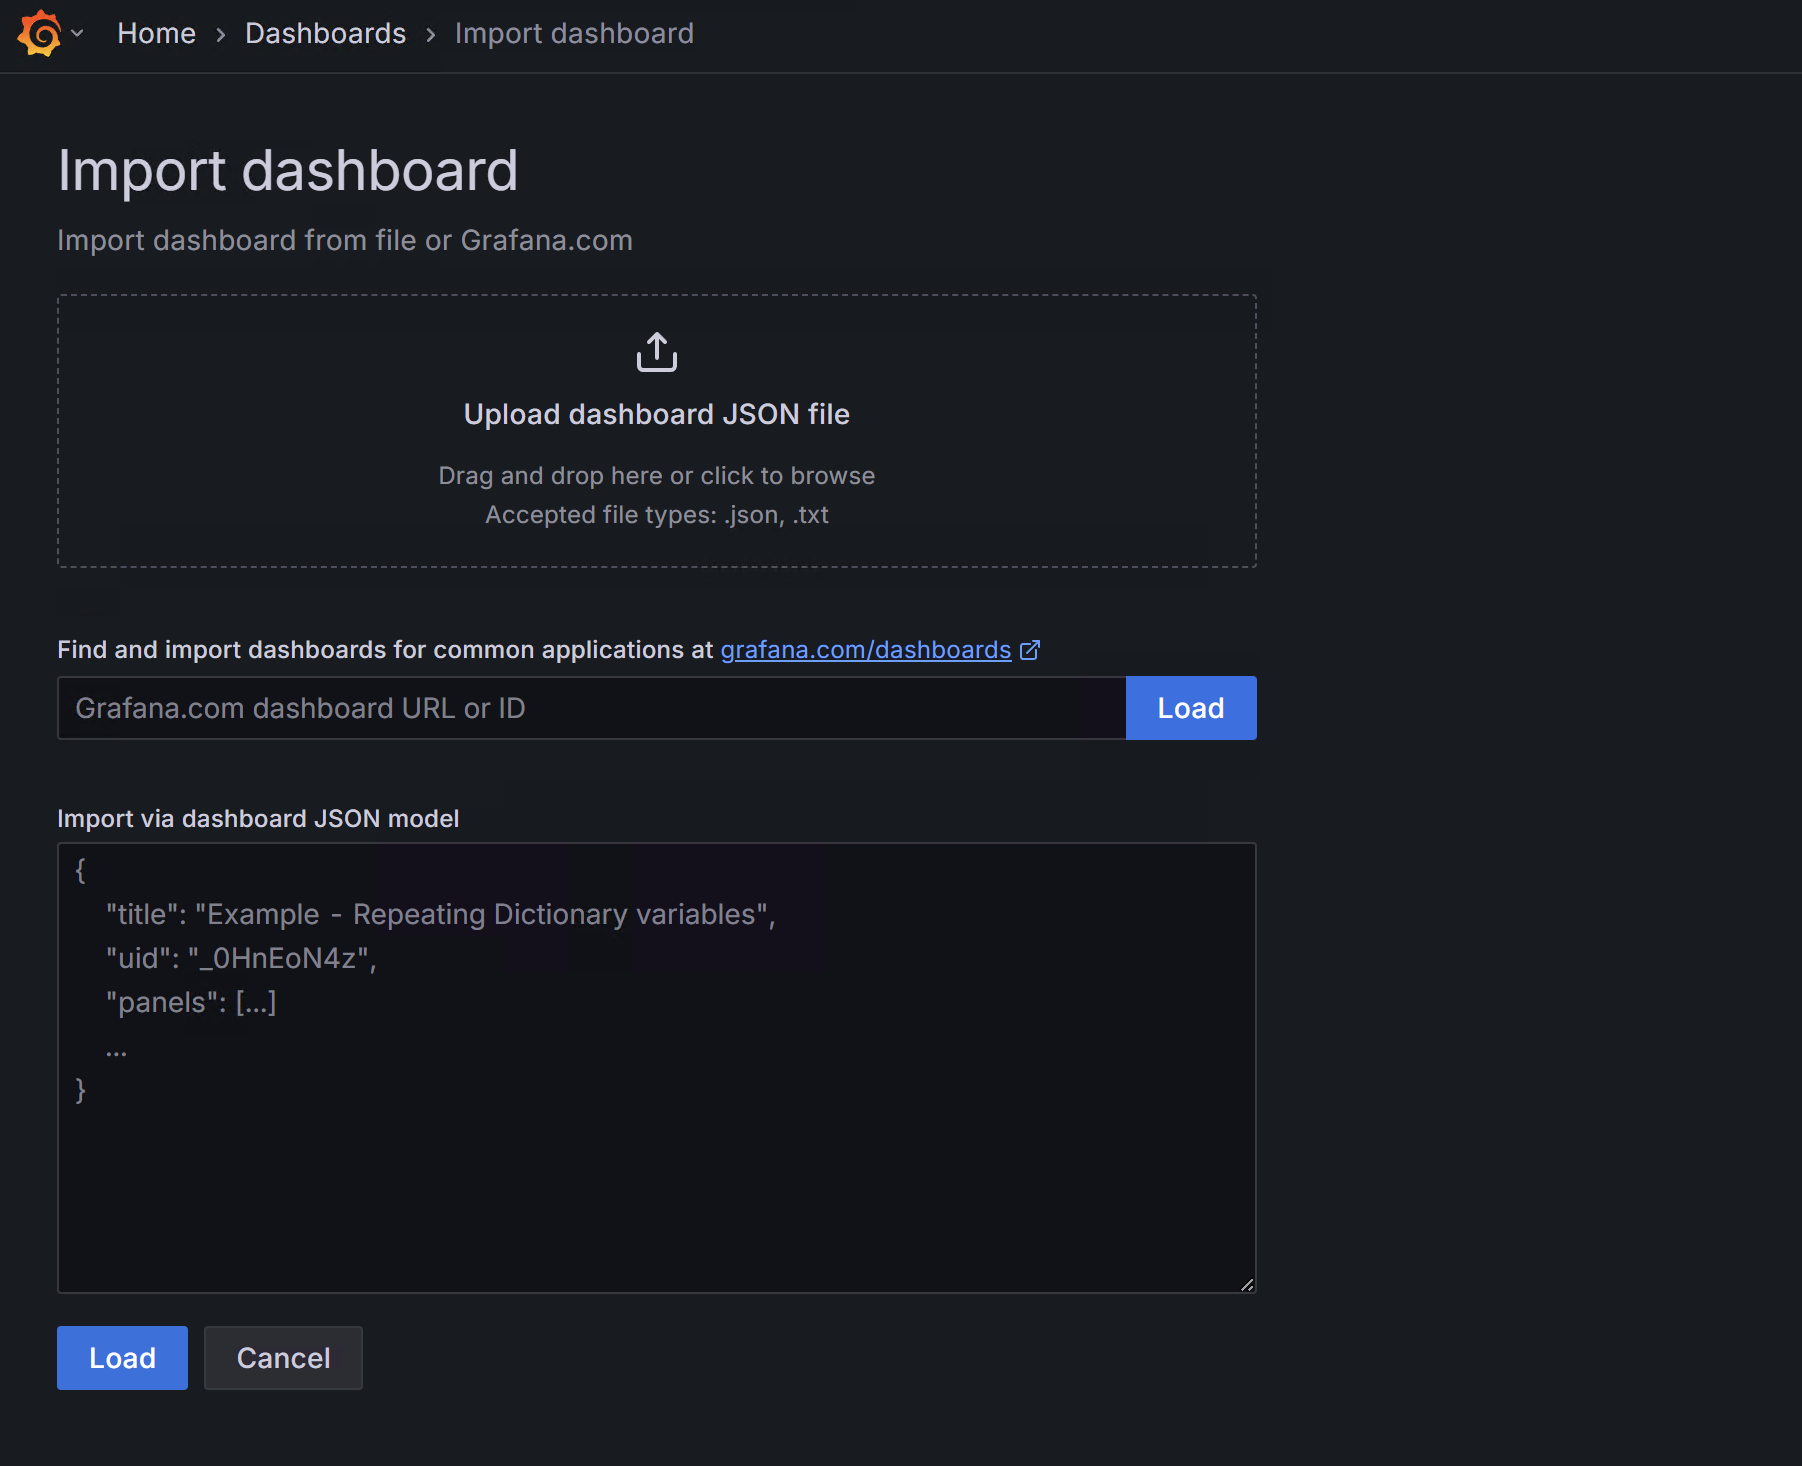 Home › Dashboards › Import dashboard
Import dashboard
Import dashboard from file or Grafana.com
Upload dashboard JSON file
Drag and drop here or click to browse
Accepted file types: .json, .txt
Find and import dashboards for common applications at grafana.com/dashboards
Grafana.com dashboard URL or ID
Load
Import via dashboard JSON model
{
"title": "Example - Repeating Dictionary variables",
"uid": "_0HnEoN4z",
"panels": [...]
...
}
Load
Cancel